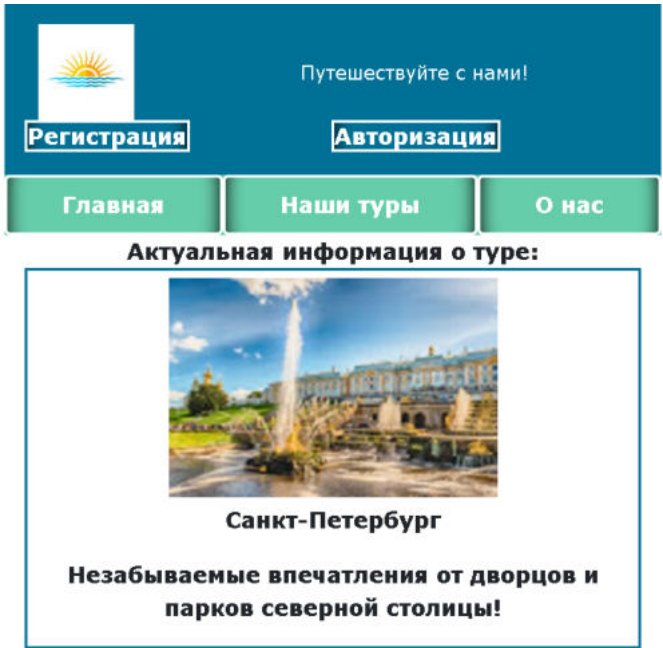 Путешествуйте с нами!
Регистрация
Авторизация
Главная
Наши туры
О нас
Актуальная информация о туре:
Санкт-Петербург
Незабываемые впечатления от дворцов и
парков северной столицы!